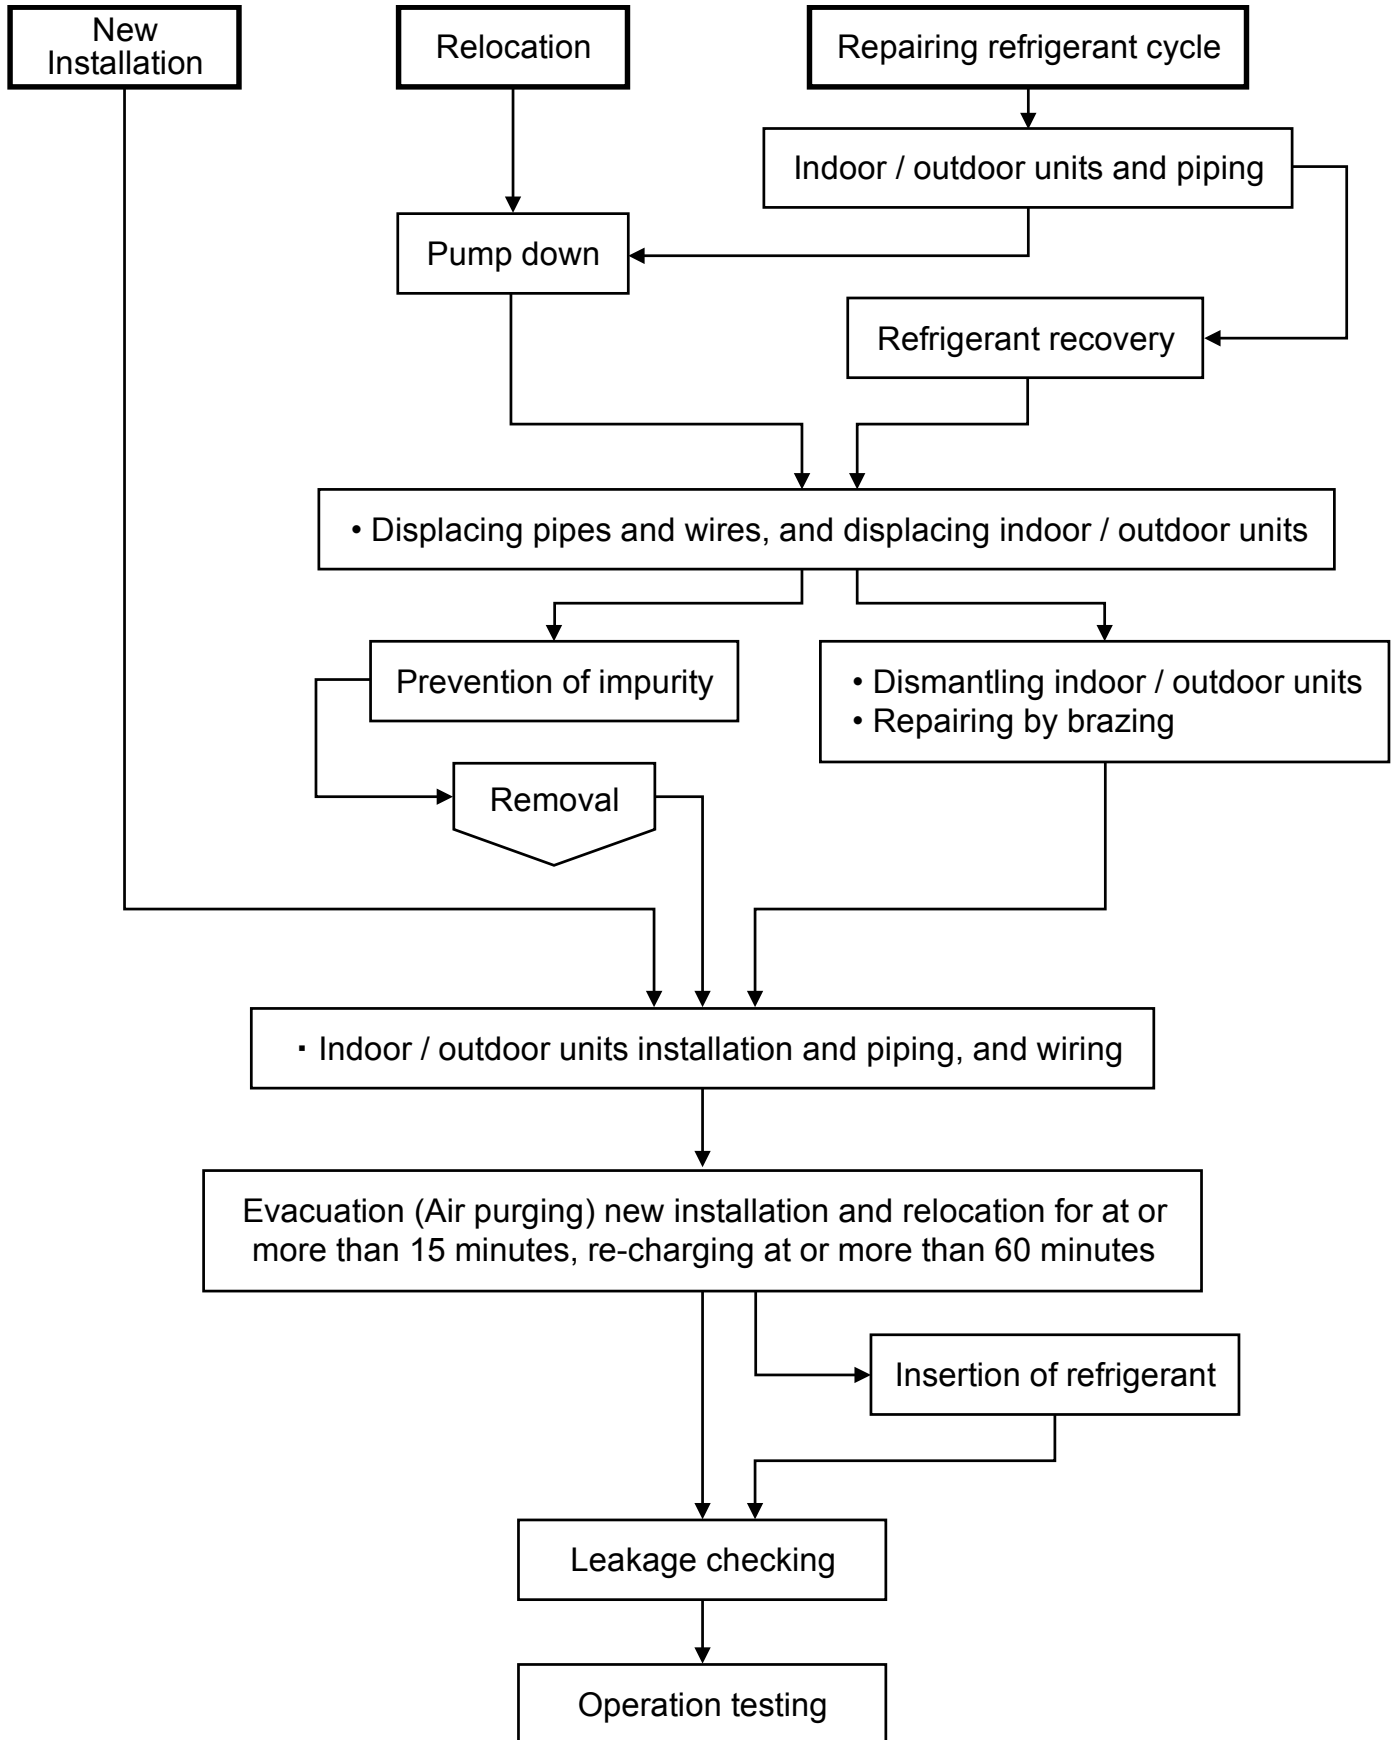 New
Installation
Relocation
Repairing refrigerant cycle
Indoor / outdoor units and piping
Pump down
Refrigerant recovery
• Displacing pipes and wires, and displacing indoor / outdoor units
Prevention of impurity
• Dismantling indoor / outdoor units
• Repairing by brazing
Removal
・Indoor / outdoor units installation and piping, and wiring
Evacuation (Air purging) new installation and relocation for at or
more than 15 minutes, re-charging at or more than 60 minutes
Insertion of refrigerant
Leakage checking
Operation testing